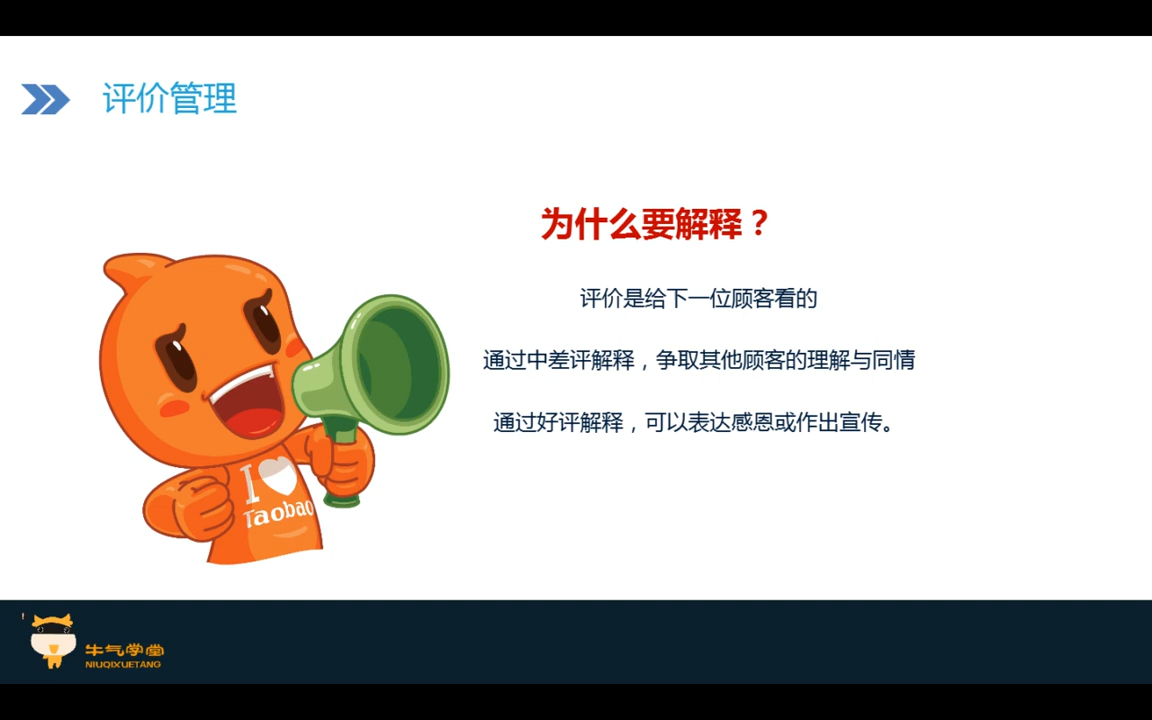 评价管理
为什么要解释？
评价是给下一位顾客看的
通过中差评解释，争取其他顾客的理解与同情
通过好评解释，可以表达感恩或作出宣传。
I
Taobao
牛气学堂
NIUQIXUETANG